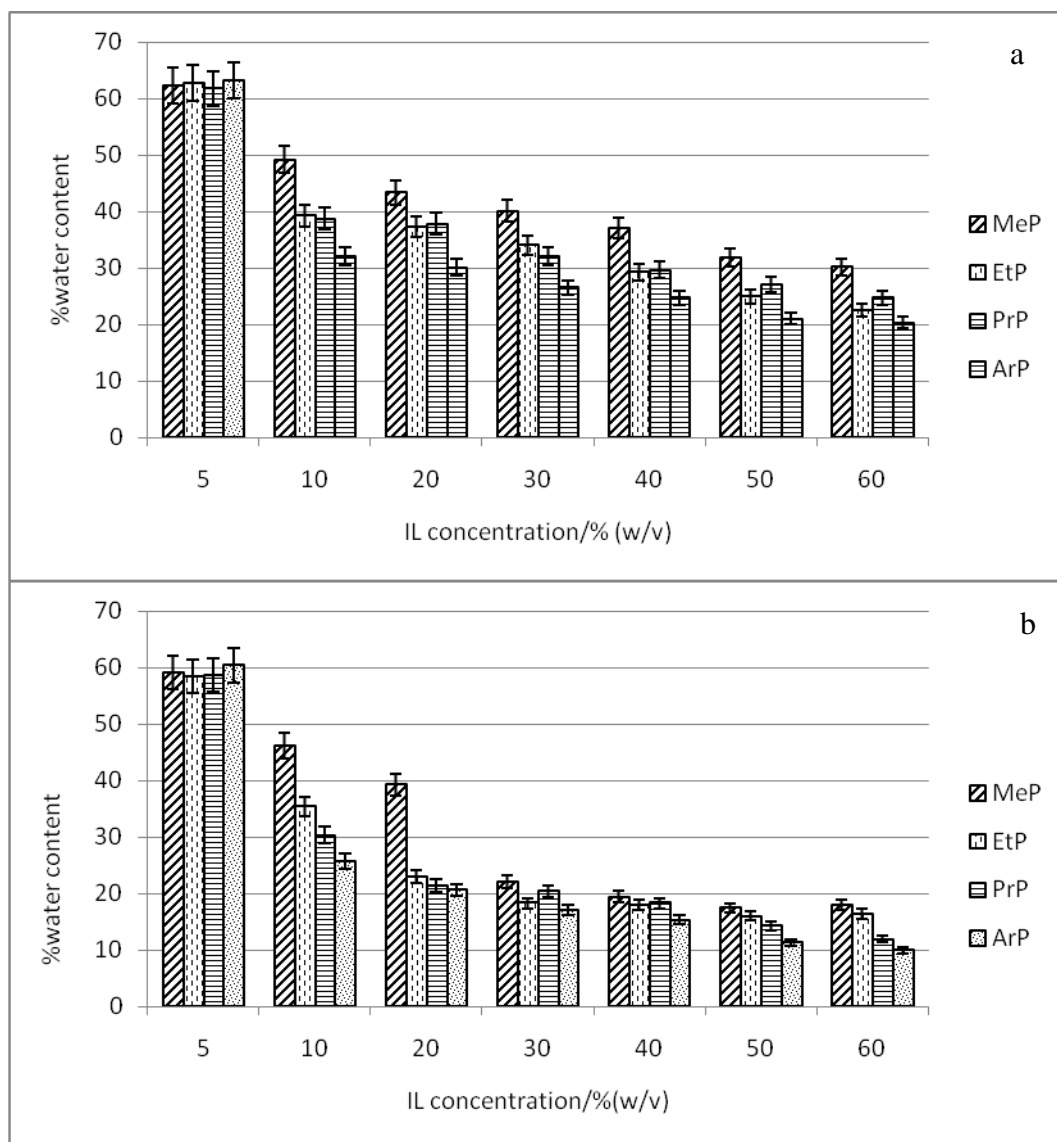 a
70
60
50
40
30
20
10
0
%water content
5 10 20 30 40 50 60
IL concentration/% (w/v)
MeP
EtP
PrP
ArP
b
70
60
50
40
30
20
10
0
%water content
5 10 20 30 40 50 60
IL concentration/%(w/v)
MeP
EtP
PrP
ArP